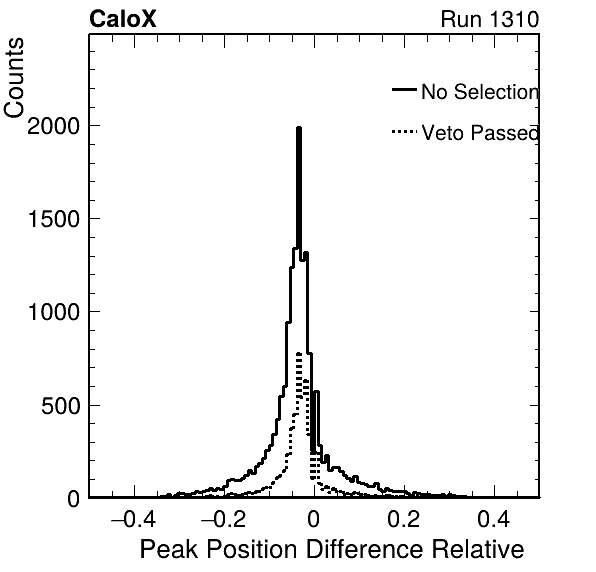 CaloX Run 1310
Counts
No Selection
Veto Passed
2000
1500
1000
500
0
−0.4 −0.2 0 0.2 0.4
Peak Position Difference Relative